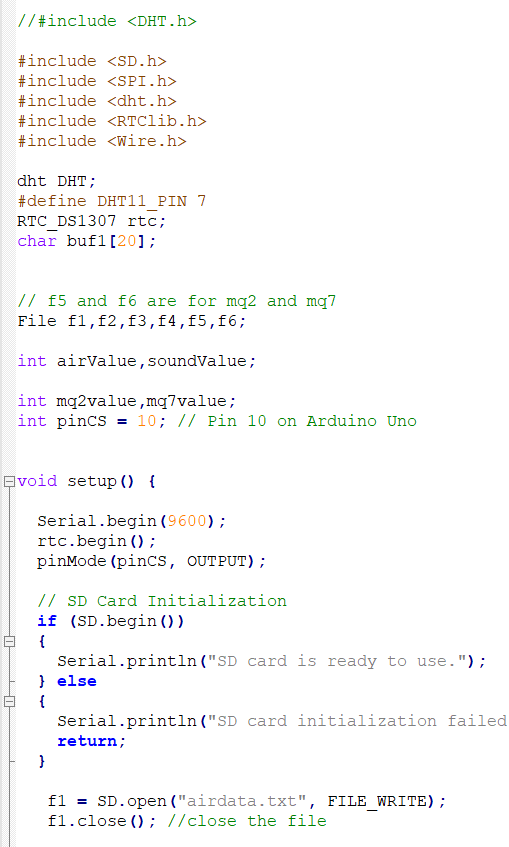 //#include <DHT.h>
#include <SD.h>
#include <SPI.h>
#include <dht.h>
#include <RTClib.h>
#include <Wire.h>
dht DHT;
#define DHT11_PIN 7
RTC_DS1307 rtc;
char buf1[20];
// f5 and f6 are for mq2 and mq7
File f1,f2,f3,f4,f5,f6;
int airValue,soundValue;
int mq2value,mq7value;
int pinCS = 10; // Pin 10 on Arduino Uno
void setup() {
Serial.begin(9600);
rtc.begin();
pinMode(pinCS, OUTPUT);
// SD Card Initialization
if (SD.begin())
{
Serial.println("SD card is ready to use.");
} else
{
Serial.println("SD card initialization failed
return;
}
f1 = SD.open("airdata.txt", FILE_WRITE);
f1.close(); //close the file